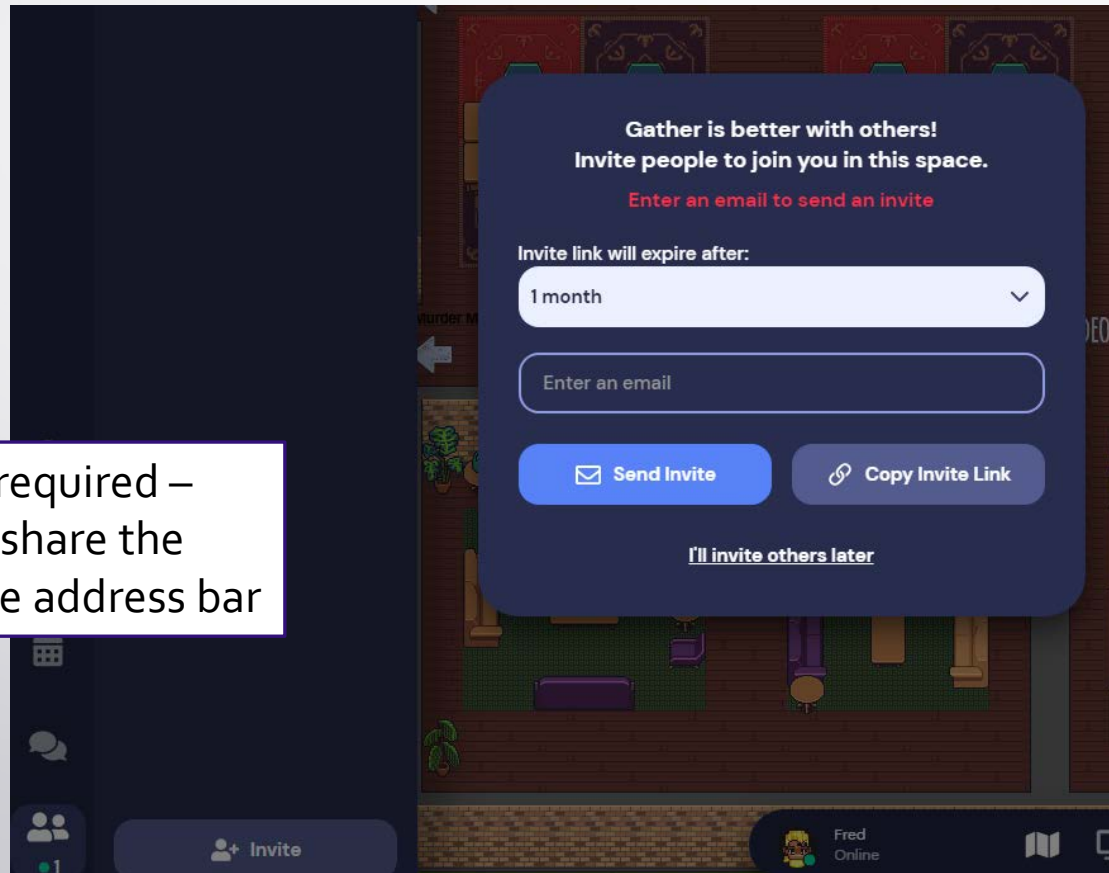 Gather is better with others!
Invite people to join you in this space.
Enter an email to send an invite
Invite link will expire after:
1 month
Enter an email
Send Invite
Copy Invite Link
I'll invite others later
required –
share the
address bar
Invite
1
Fred
Online